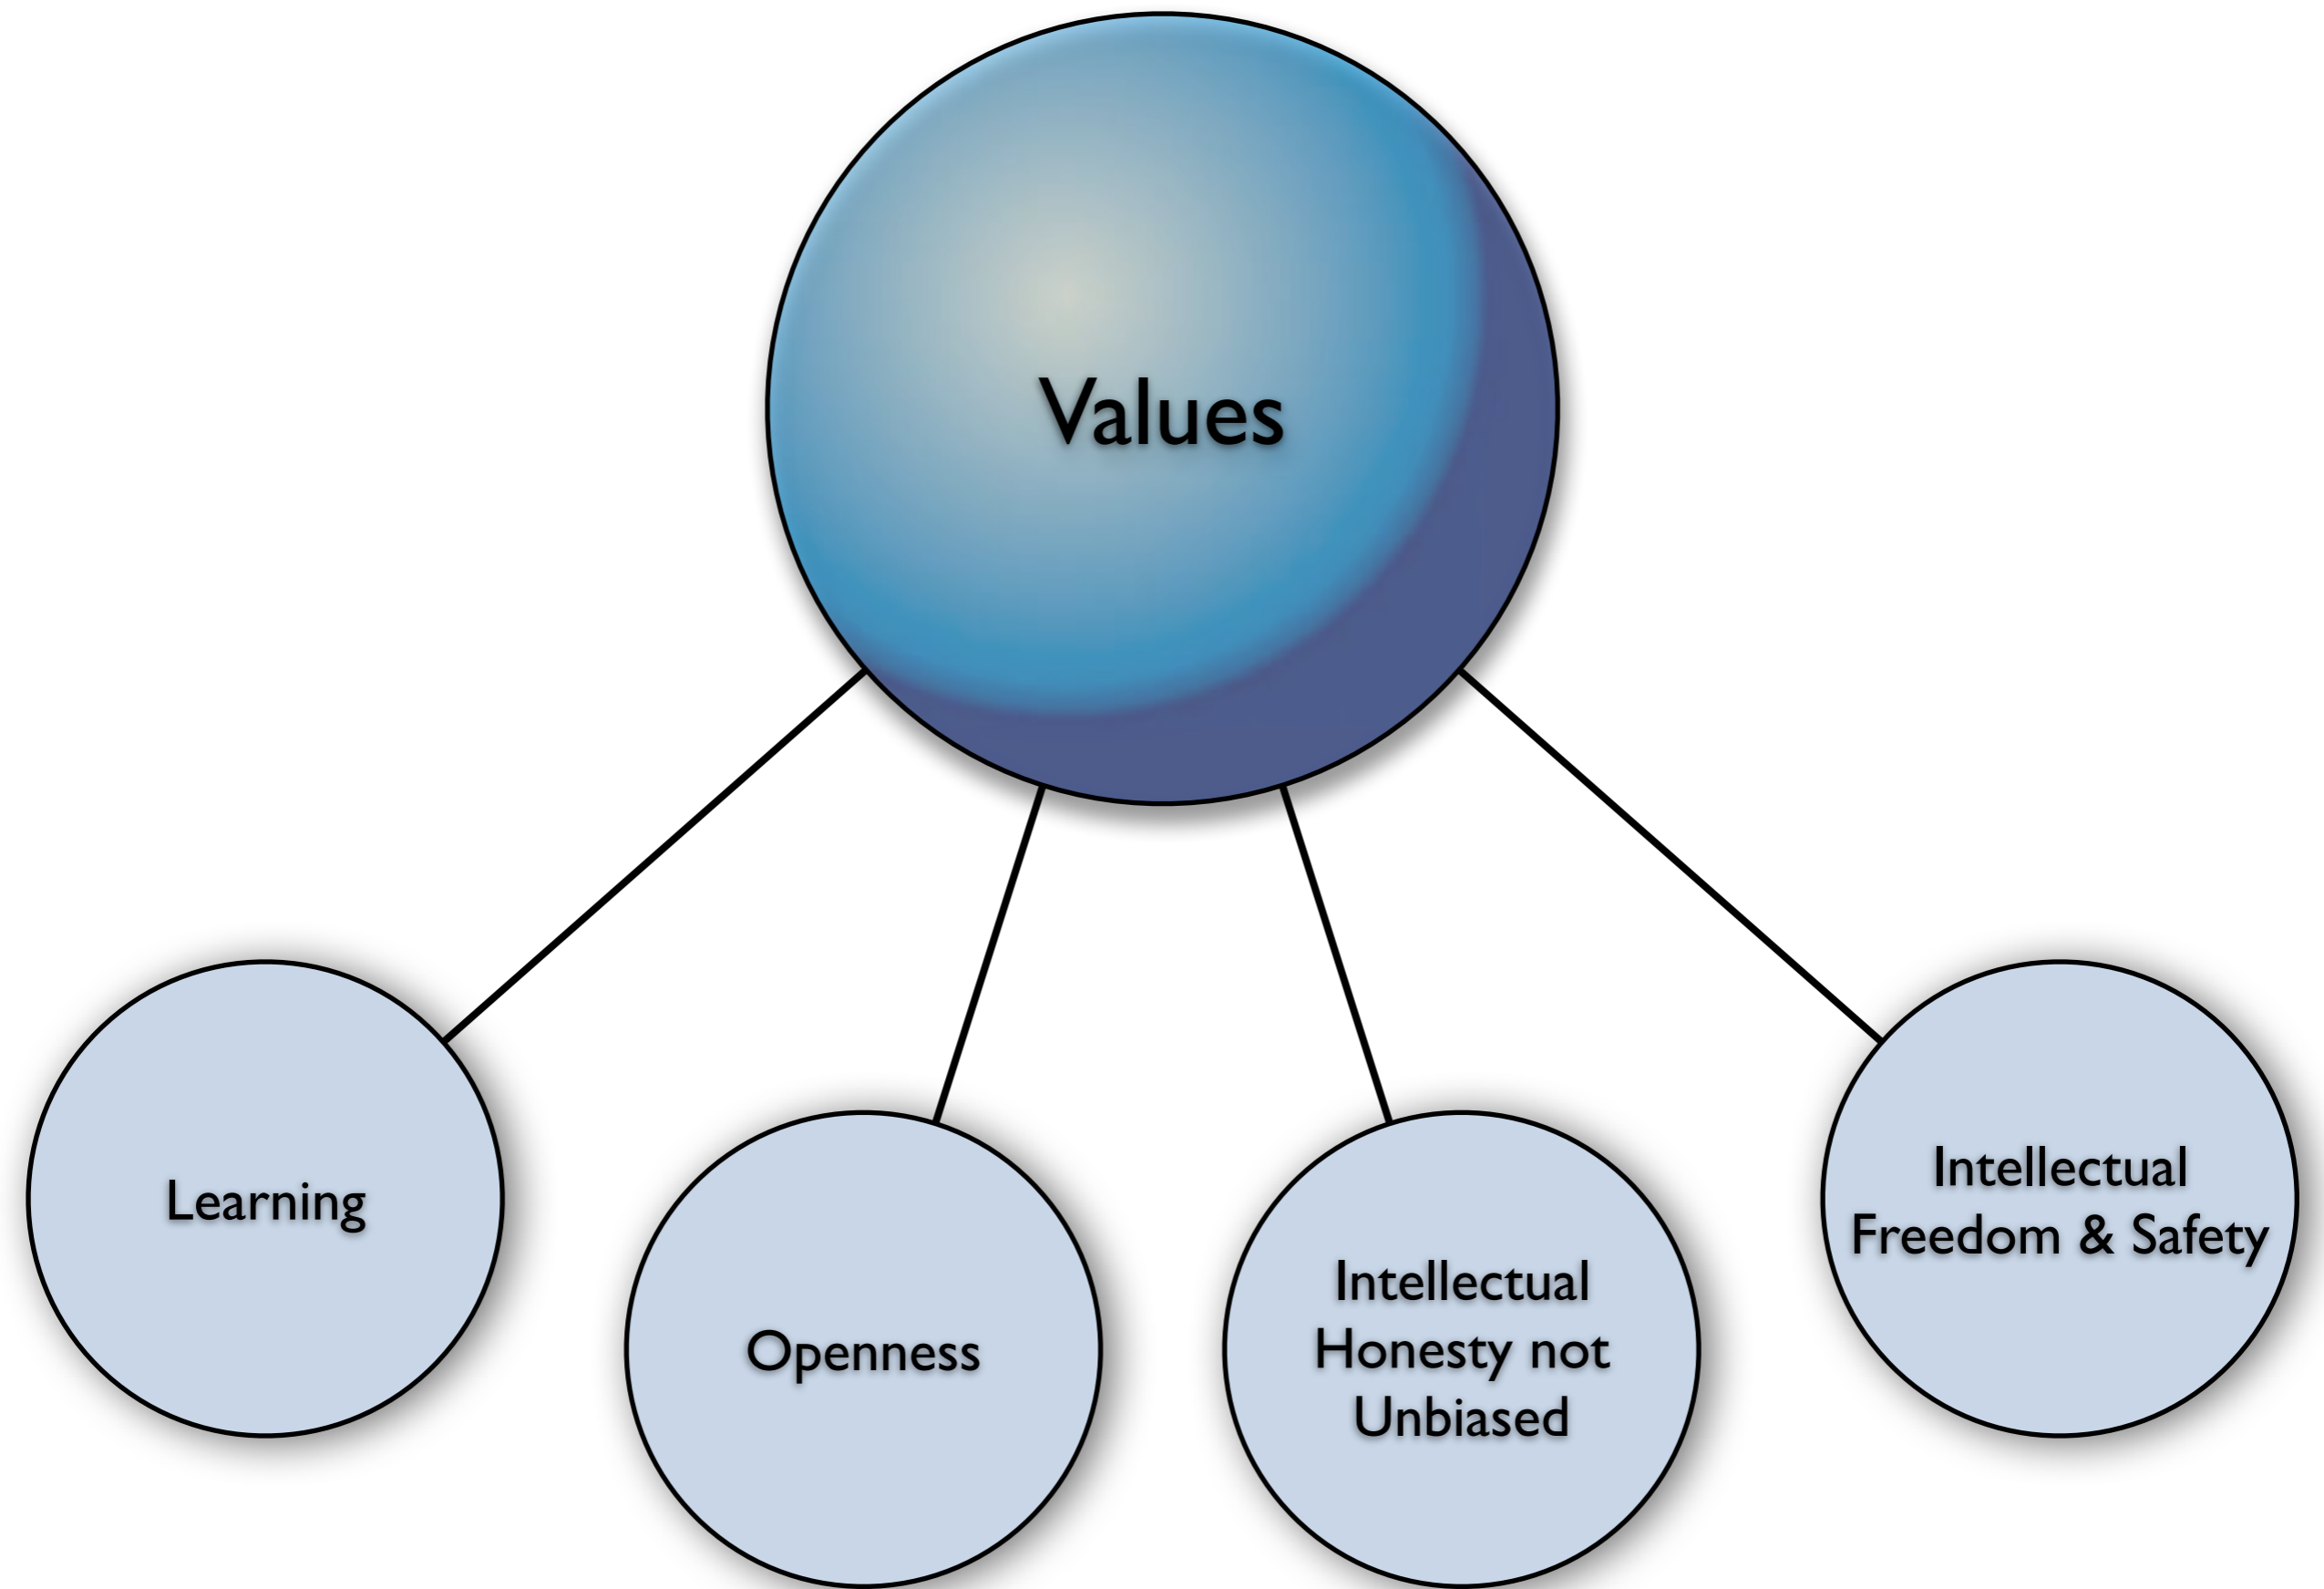 Values
Learning
Openness
Intellectual
Honesty not
Unbiased
Intellectual
Freedom & Safety